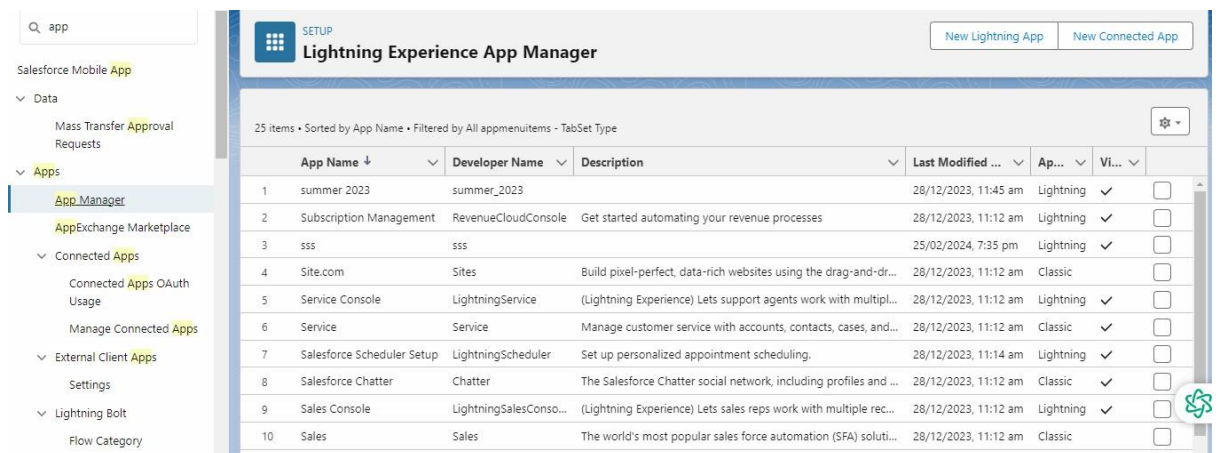 app
Salesforce Mobile App
Data
Mass Transfer Approval
Requests
Apps
App Manager
AppExchange Marketplace
Connected Apps
Connected Apps OAuth
Usage
Manage Connected Apps
External Client Apps
Settings
Lightning Bolt
Flow Category
SETUP
Lightning Experience App Manager
New Lightning App New Connected App
25 items • Sorted by App Name • Filtered by All appmenuitems - TabSet Type
App Name Developer Name Description Last Modified ... Ap... Vi...
1 summer 2023 summer_2023 28/12/2023, 11:45 am Lightning
2 Subscription Management RevenueCloudConsole Get started automating your revenue processes 28/12/2023, 11:12 am Lightning
3 sss sss 25/02/2024, 7:35 pm Lightning
4 Site.com Sites Build pixel-perfect, data-rich websites using the drag-and-dr... 28/12/2023, 11:12 am Classic
5 Service Console LightningService (Lightning Experience) Lets support agents work with multipl... 28/12/2023, 11:12 am Lightning
6 Service Service Manage customer service with accounts, contacts, cases, and... 28/12/2023, 11:12 am Classic
7 Salesforce Scheduler Setup LightningScheduler Set up personalized appointment scheduling. 28/12/2023, 11:14 am Lightning
8 Salesforce Chatter Chatter The Salesforce Chatter social network, including profiles and ... 28/12/2023, 11:12 am Classic
9 Sales Console LightningSalesConso... (Lightning Experience) Lets sales reps work with multiple rec... 28/12/2023, 11:12 am Lightning
10 Sales Sales The world's most popular sales force automation (SFA) soluti... 28/12/2023, 11:12 am Classic